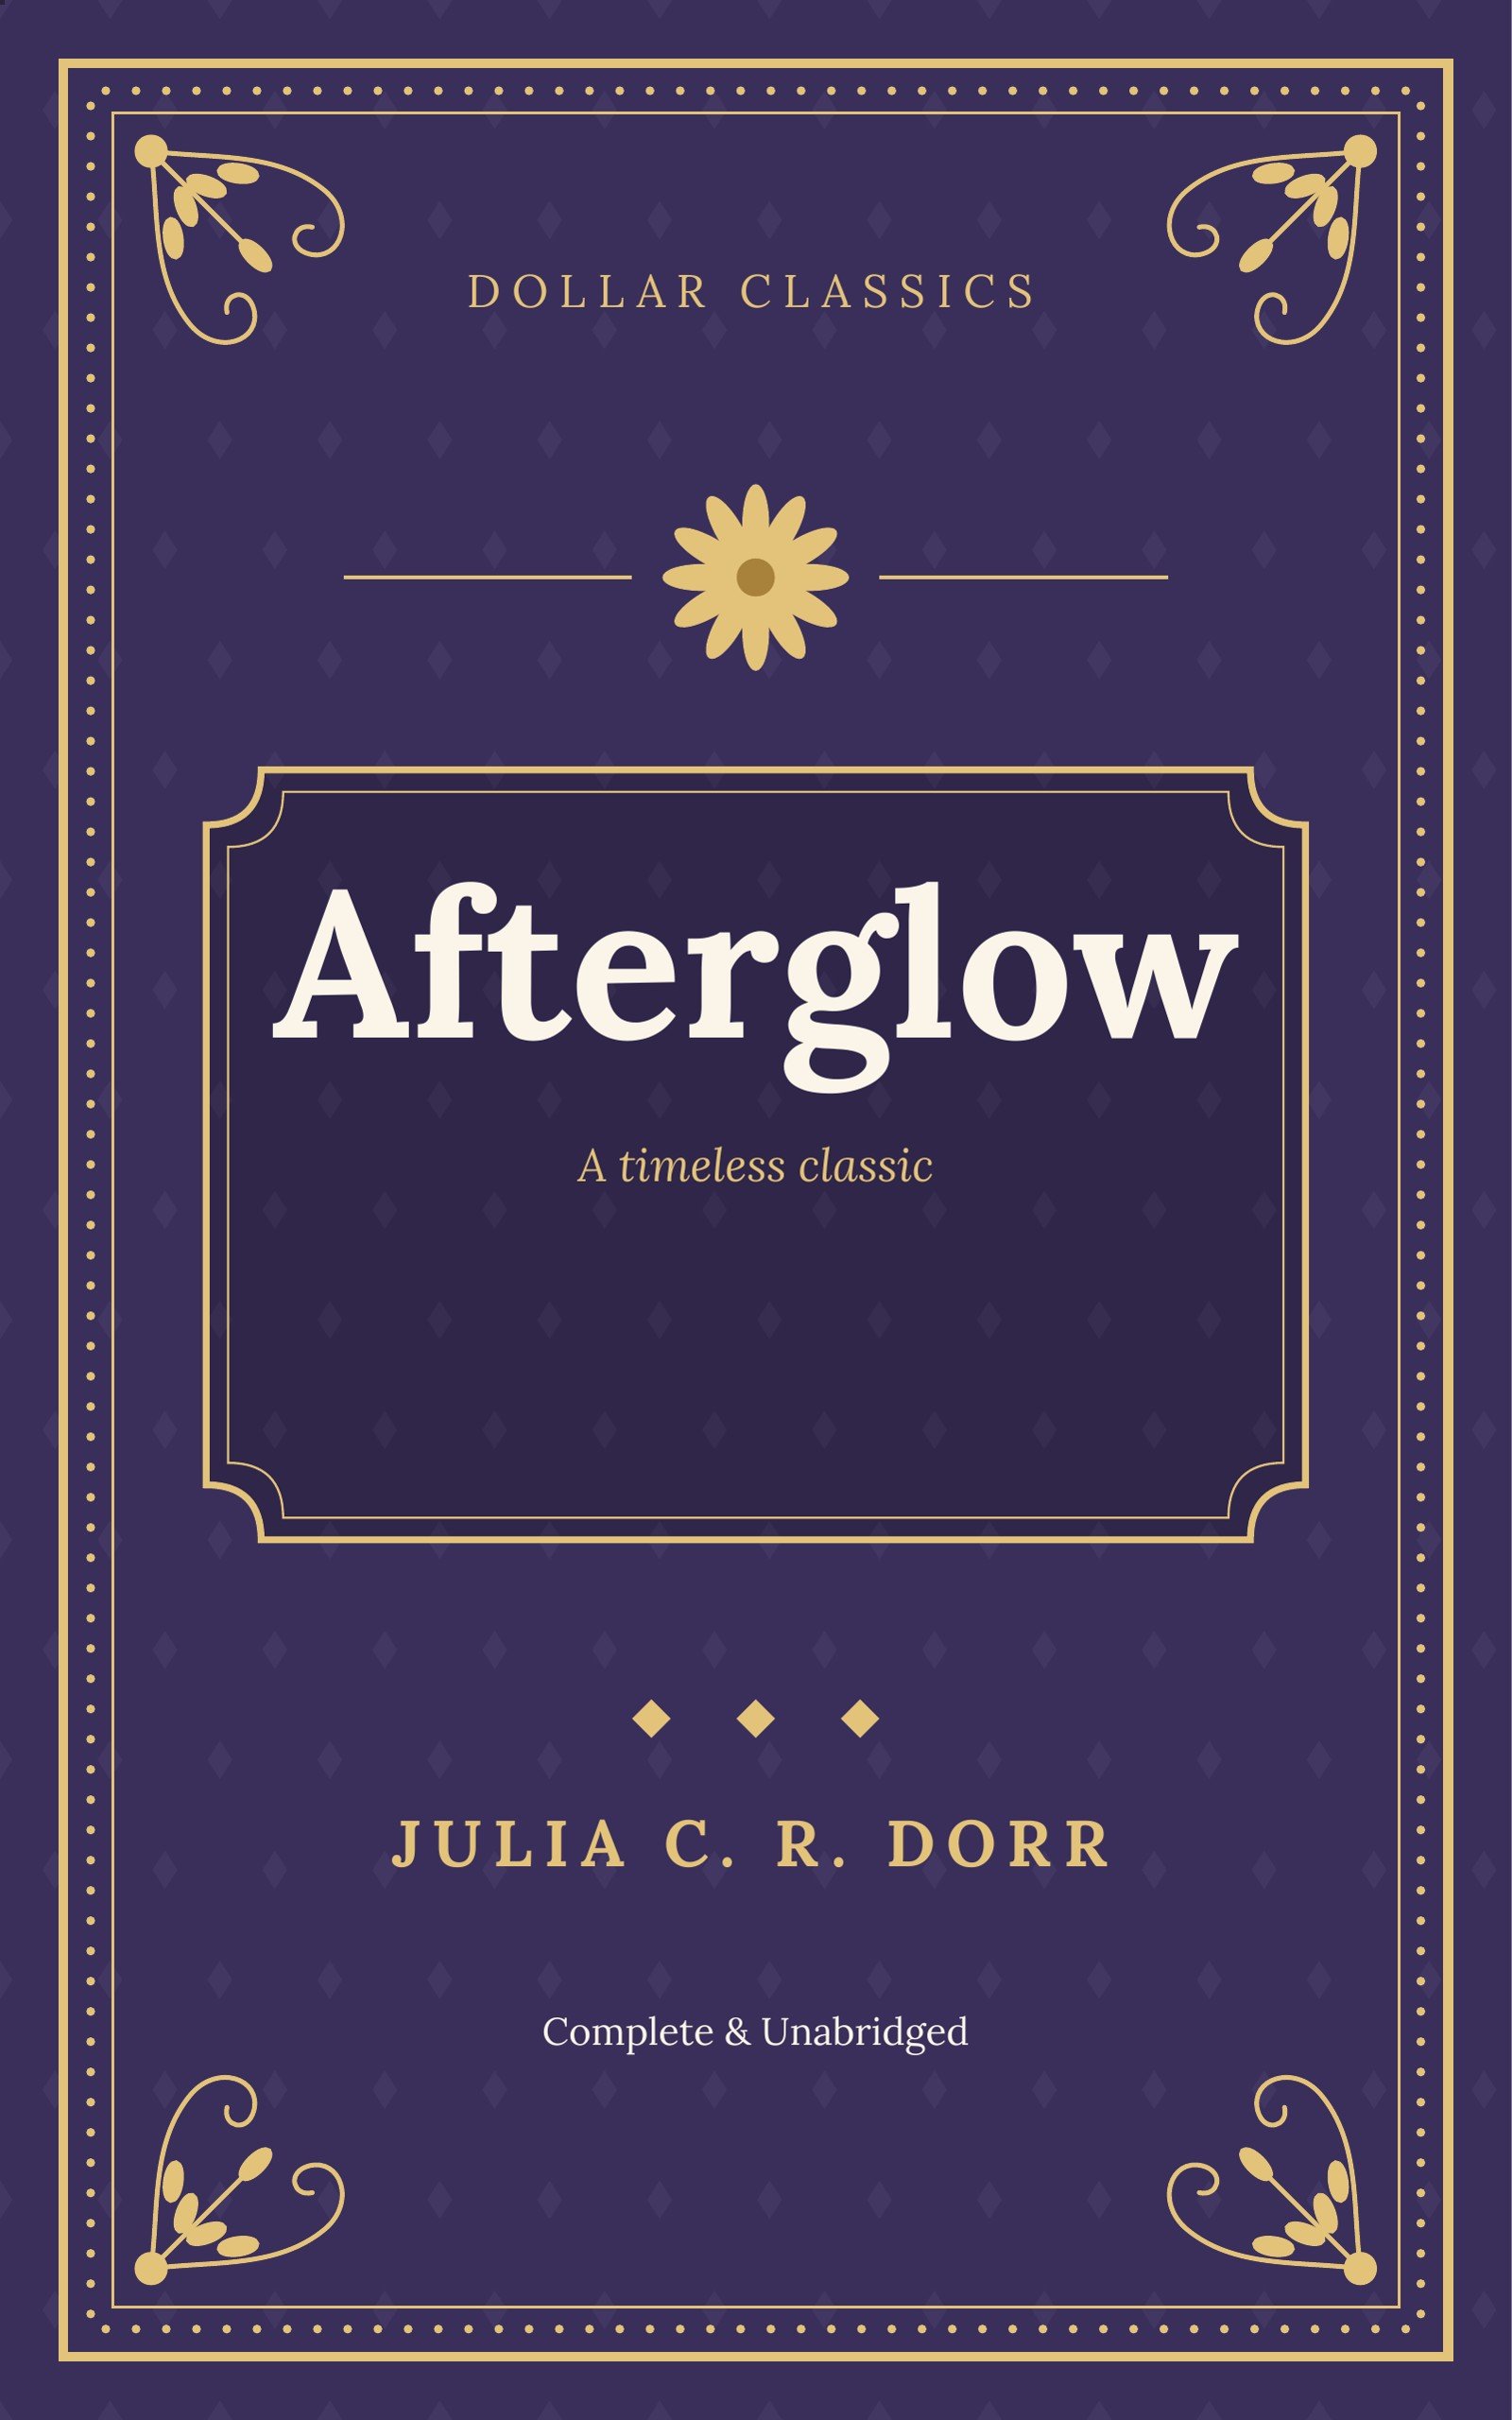 DOLLAR CLASSICS
Afterglow
A timeless classic
JULIA C. R. DORR
Complete & Unabridged